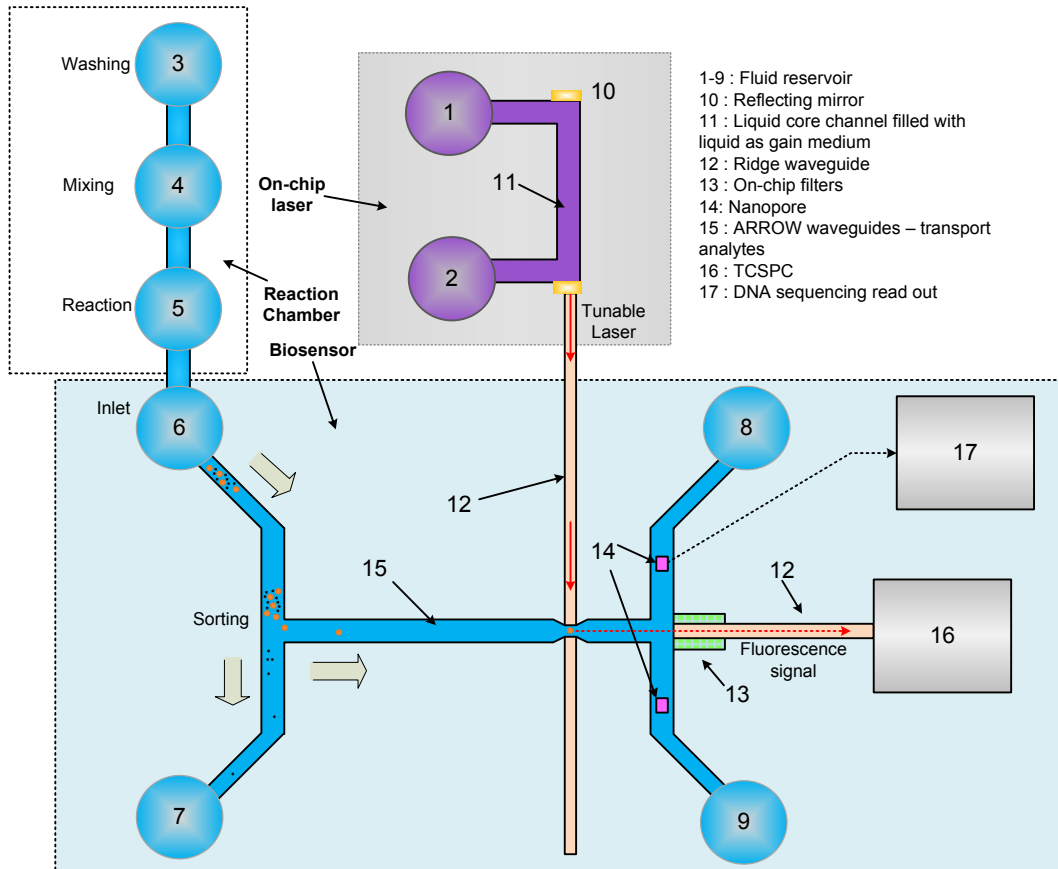 Washing
3
Mixing
4
Reaction
5
Reaction
Chamber
On-chip
laser
1
10
11
2
Tunable
Laser
1-9 : Fluid reservoir
10 : Reflecting mirror
11 : Liquid core channel filled with
liquid as gain medium
12 : Ridge waveguide
13 : On-chip filters
14: Nanopore
15 : ARROW waveguides – transport
analytes
16 : TCSPC
17 : DNA sequencing read out
Biosensor
Inlet
6
8
17
12
14
15
12
Sorting
16
Fluorescence
signal
13
7
9